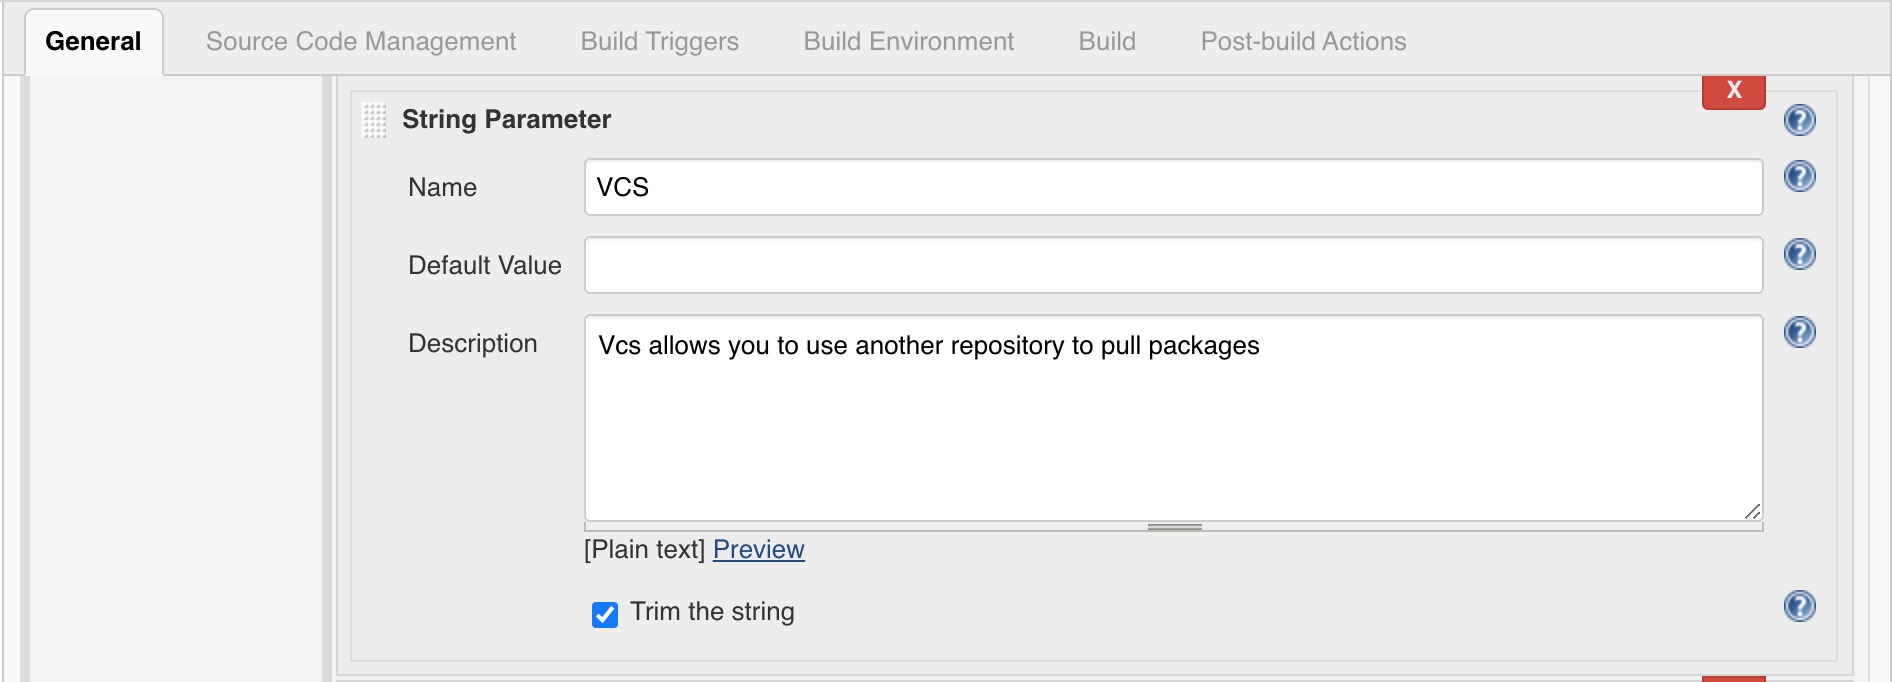 General Source Code Management Build Triggers Build Environment Build Post-build Actions
X
String Parameter
Name VCS
Default Value
Description Vcs allows you to use another repository to pull packages
[Plain text] Preview
Trim the string